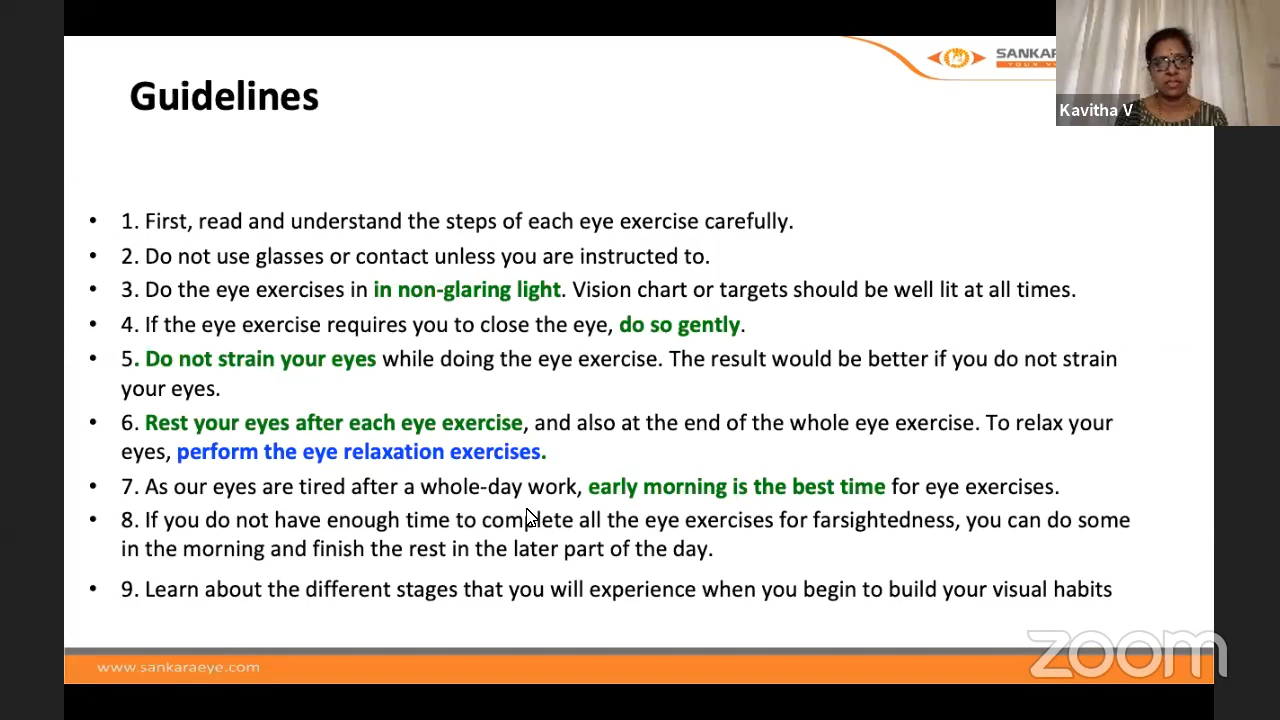 Guidelines
SANKARA
Kavitha V
• 1. First, read and understand the steps of each eye exercise carefully.
• 2. Do not use glasses or contact unless you are instructed to.
• 3. Do the eye exercises in in non-glaring light. Vision chart or targets should be well lit at all times.
• 4. If the eye exercise requires you to close the eye, do so gently.
• 5. Do not strain your eyes while doing the eye exercise. The result would be better if you do not strain
your eyes.
• 6. Rest your eyes after each eye exercise, and also at the end of the whole eye exercise. To relax your
eyes, perform the eye relaxation exercises.
• 7. As our eyes are tired after a whole-day work, early morning is the best time for eye exercises.
• 8. If you do not have enough time to complete all the eye exercises for farsightedness, you can do some
in the morning and finish the rest in the later part of the day.
• 9. Learn about the different stages that you will experience when you begin to build your visual habits
www.sankaraeye.com
zoom